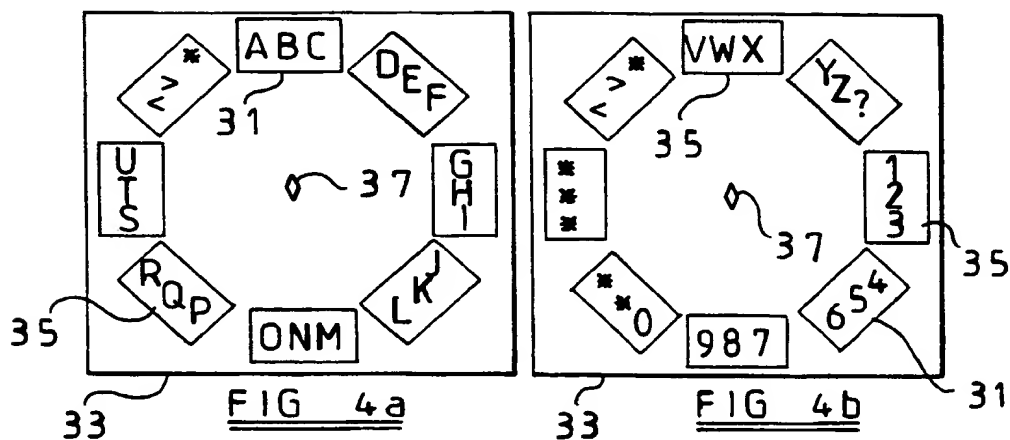 < > *
ABC
DEF
31
UTS
37
GHI
RQP
35
ONM
LKJ
33
FIG 4a
< > *
VWX
YZ?
35
***
37
123
35
**0
987
654
31
33
FIG 4b